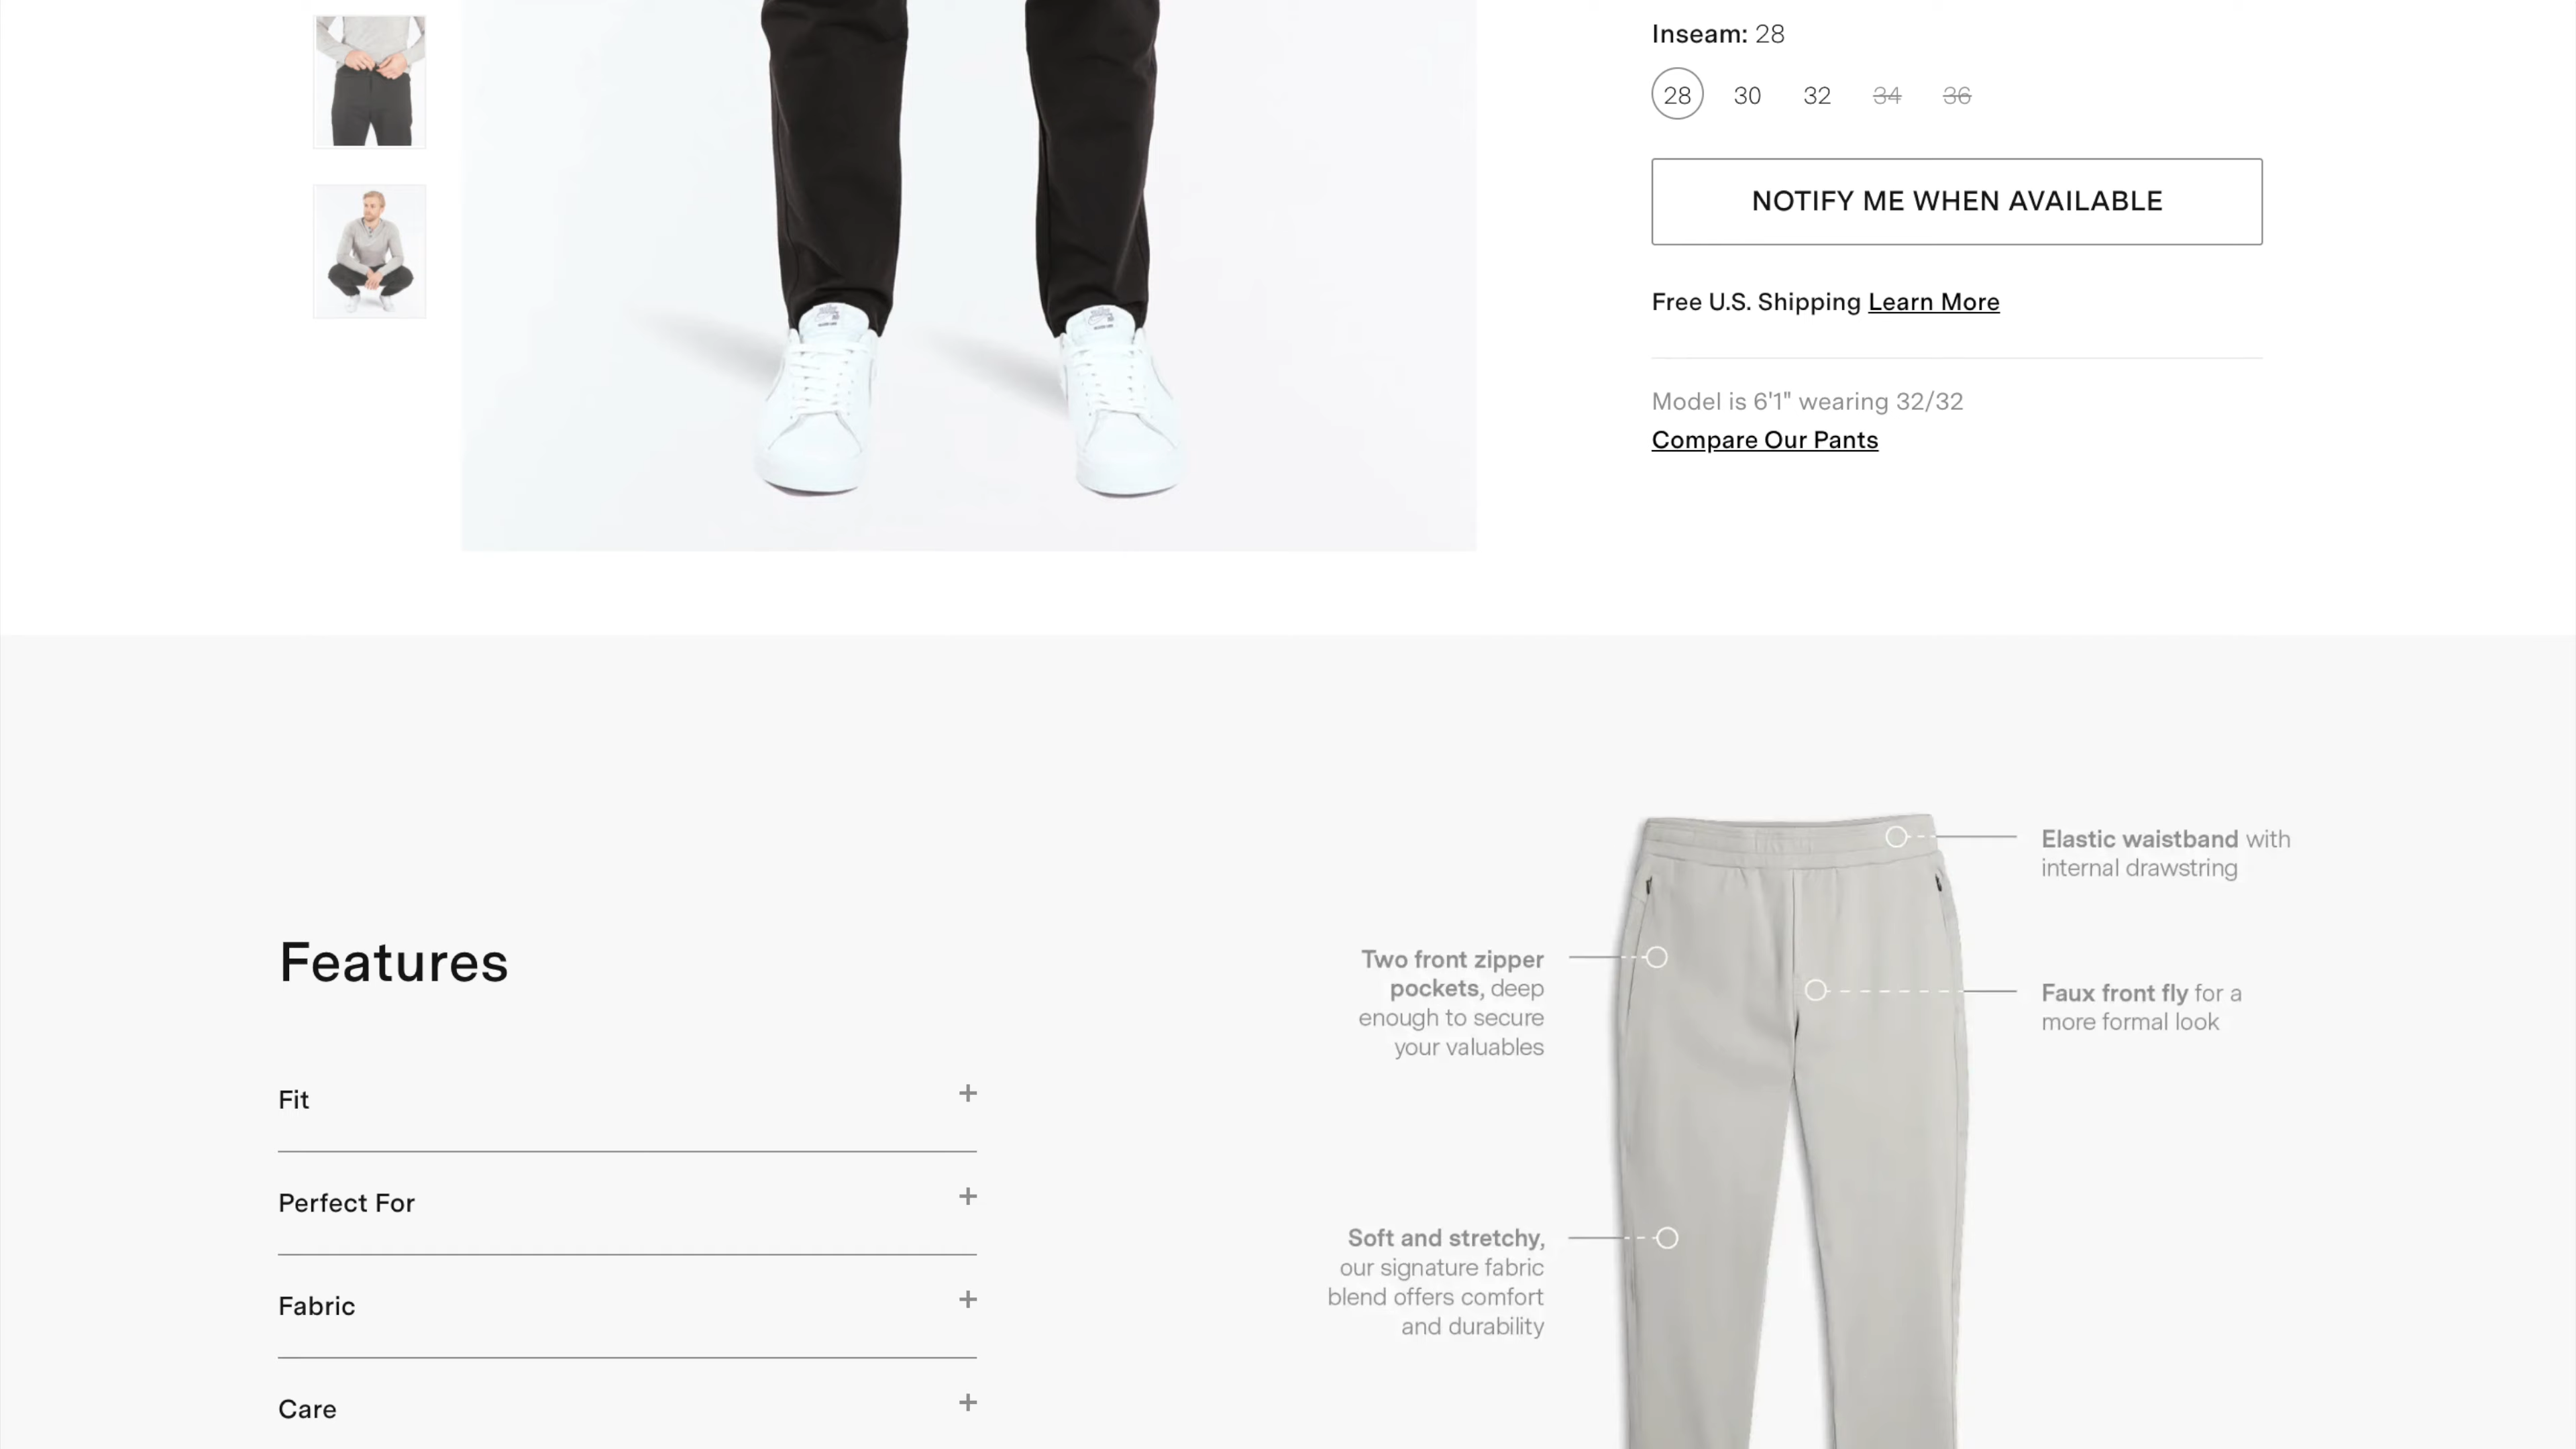 Inseam: 28
28 30 32 34 36
NOTIFY ME WHEN AVAILABLE
Free U.S. Shipping Learn More
Model is 6'1" wearing 32/32
Compare Our Pants
Features
Fit
Perfect For
Fabric
Care
Two front zipper
pockets, deep
enough to secure
your valuables
Soft and stretchy,
our signature fabric
blend offers comfort
and durability
Elastic waistband with
internal drawstring
Faux front fly for a
more formal look